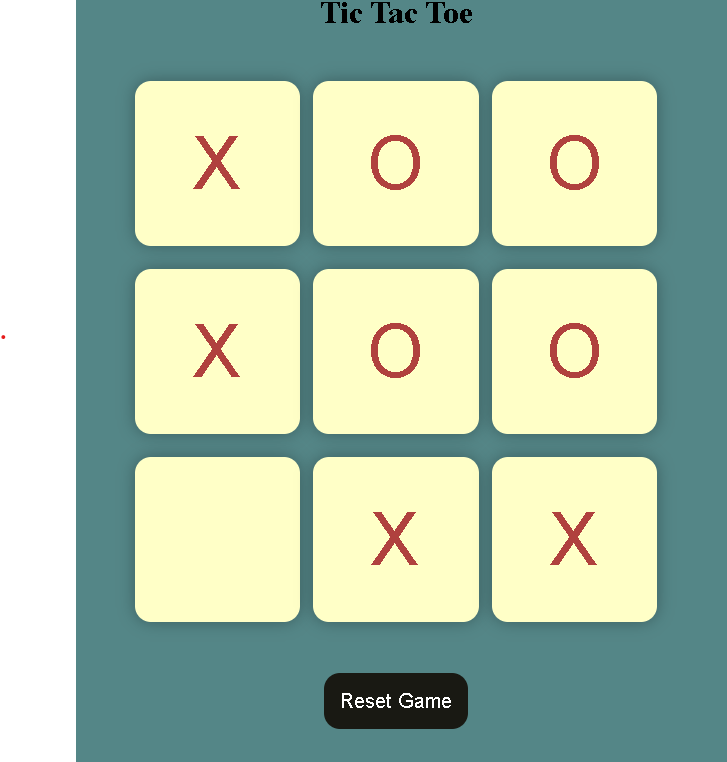 Tic Tac Toe
X O O
X O O
X X
Reset Game